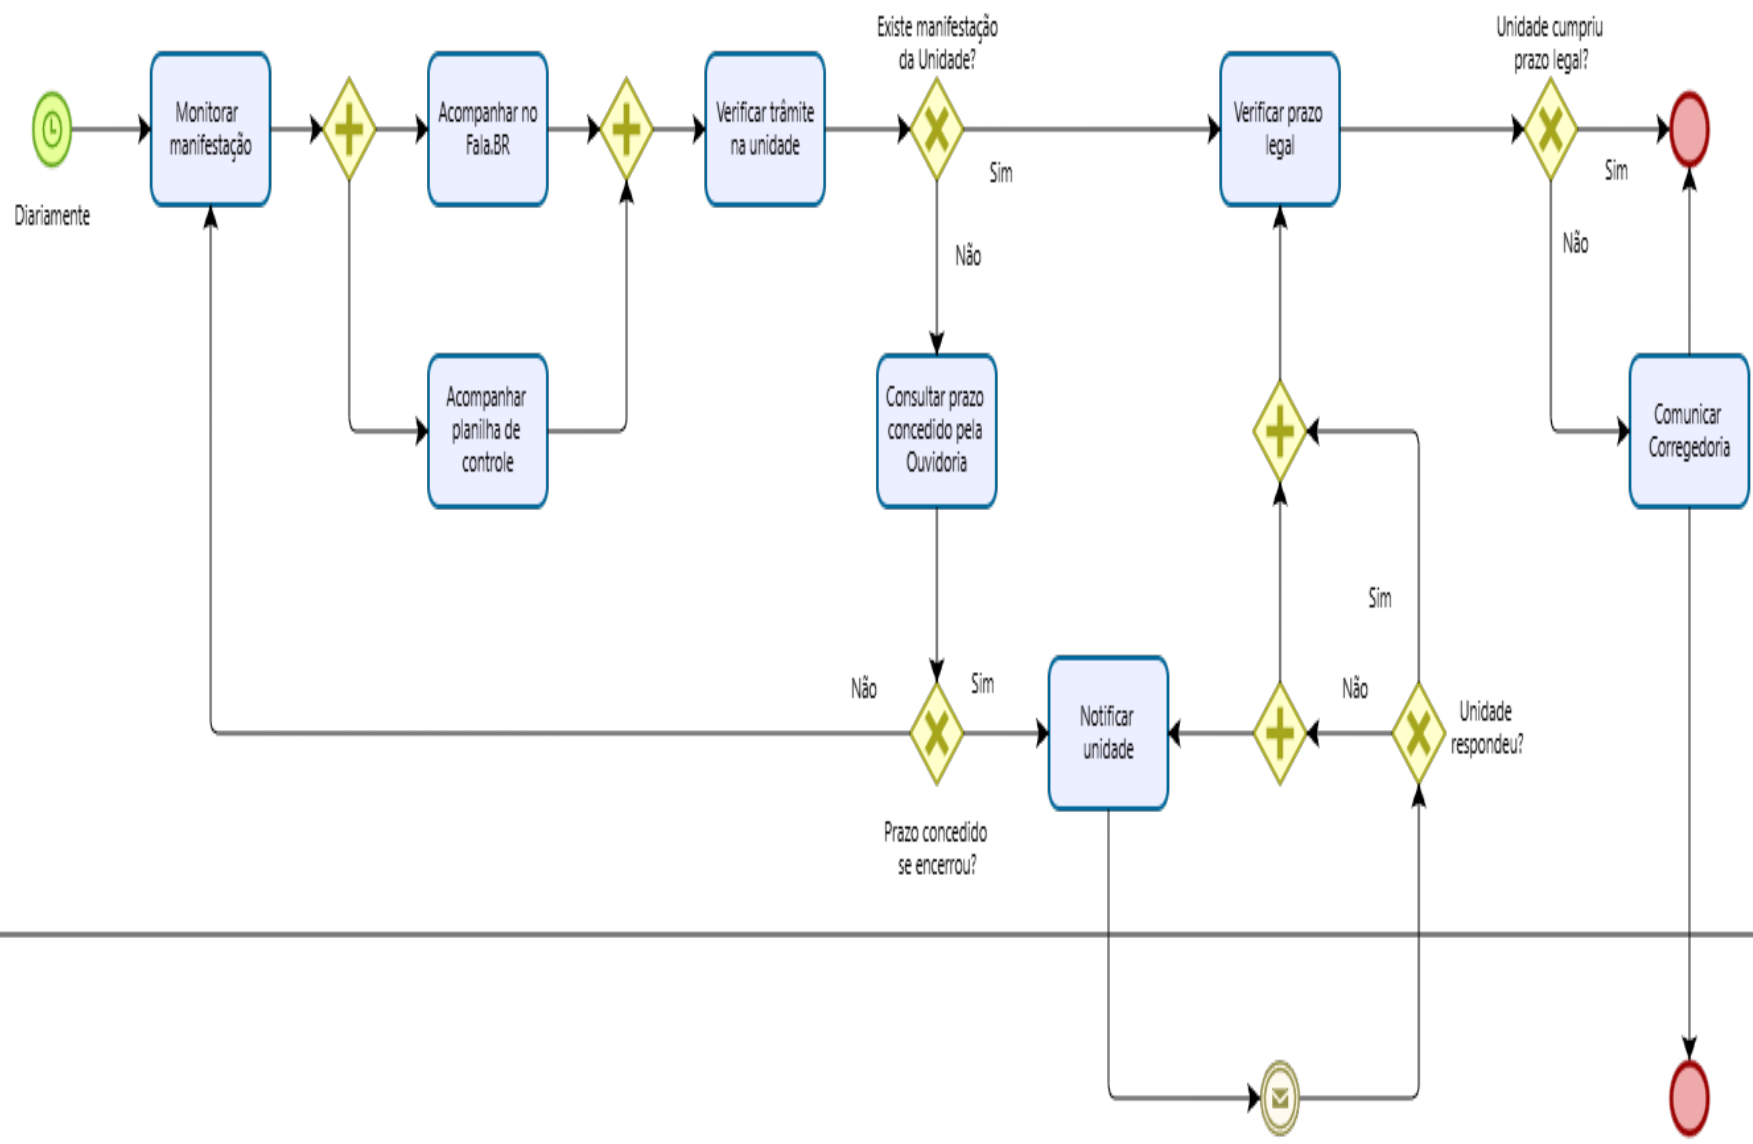 Existe manifestação
da Unidade?
Unidade cumpriu
prazo legal?
Monitorar
manifestação
Acompanhar no
Fala.BR
Verificar trâmite
na unidade
Verificar prazo
legal
Sim
Sim
Diariamente
Não
Não
Acompanhar
planilha de
controle
Consultar prazo
concedido pela
Ouvidoria
Comunicar
Corregedoria
Sim
Não
Sim
Não
Notificar
unidade
Unidade
respondeu?
Prazo concedido
se encerrou?